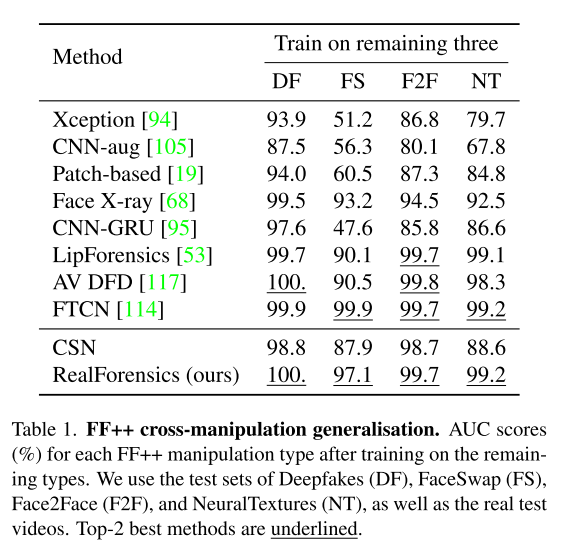 Method Train on remaining three
DF FS F2F NT
Xception [94] 93.9 51.2 86.8 79.7
CNN-aug [105] 87.5 56.3 80.1 67.8
Patch-based [19] 94.0 60.5 87.3 84.8
Face X-ray [68] 99.5 93.2 94.5 92.5
CNN-GRU [95] 97.6 47.6 85.8 86.6
LipForensics [53] 99.7 90.1 99.7 99.1
AV DFD [117] 100. 90.5 99.8 98.3
FTCN [114] 99.9 99.9 99.7 99.2
CSN 98.8 87.9 98.7 88.6
RealForensics (ours) 100. 97.1 99.7 99.2
Table 1. FF++ cross-manipulation generalisation. AUC scores
(%) for each FF++ manipulation type after training on the remain-
ing types. We use the test sets of Deepfakes (DF), FaceSwap (FS),
Face2Face (F2F), and NeuralTextures (NT), as well as the real test
videos. Top-2 best methods are underlined.